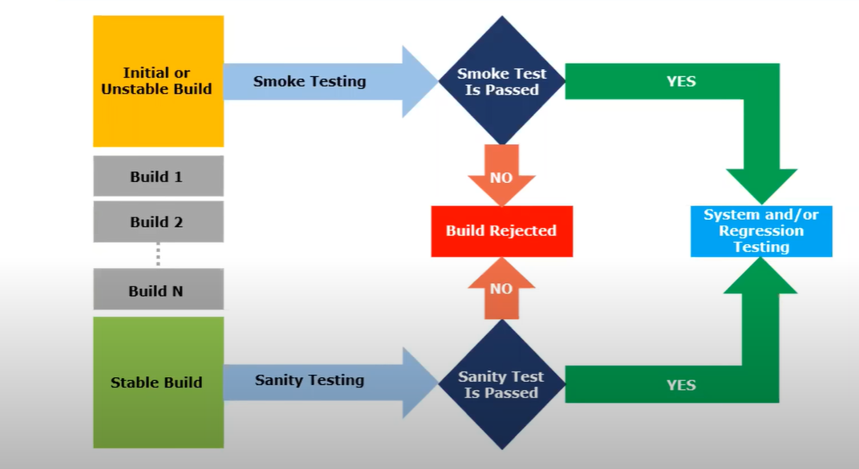 Initial or
Unstable Build
Smoke Testing
Smoke Test
Is Passed
YES
Build 1
NO
Build 2
Build Rejected
System and/or
Regression
Testing
Build N
NO
Stable Build
Sanity Testing
Sanity Test
Is Passed
YES